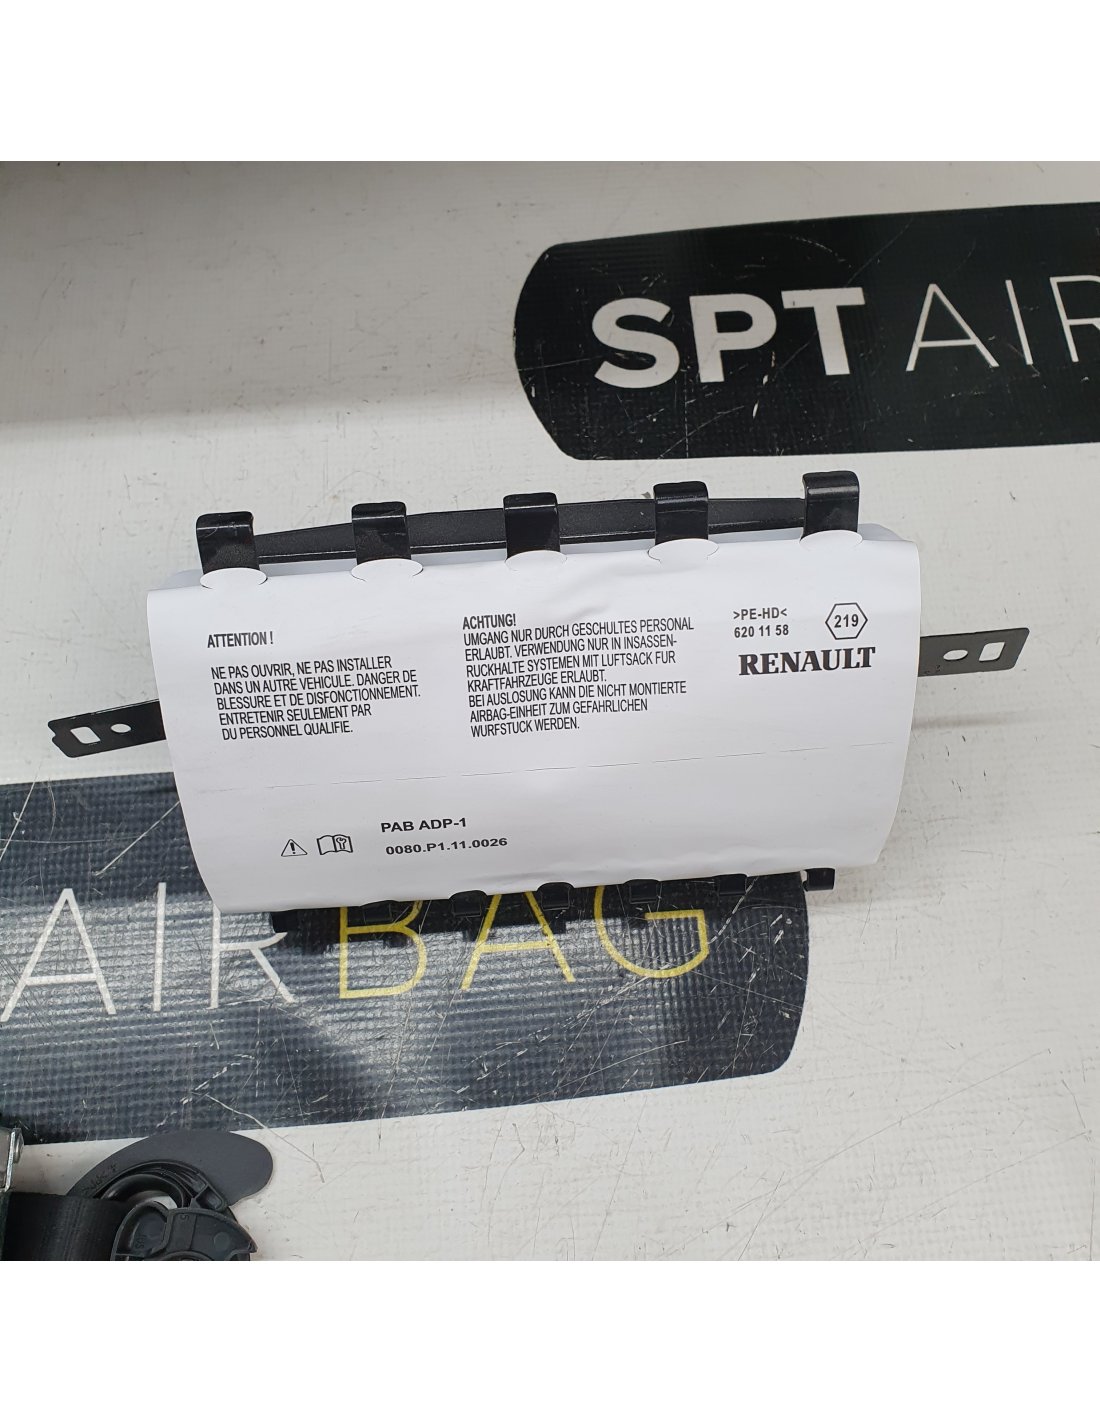 SPT AIR
ATTENTION !
NE PAS OUVRIR, NE PAS INSTALLER
DANS UN AUTRE VEHICULE. DANGER DE
BLESSURE ET DE DISFONCTIONNEMENT.
ENTRETENIR SEULEMENT PAR
DU PERSONNEL QUALIFIE.
ACHTUNG!
UMGANG NUR DURCH GESCHULTES PERSONAL
ERLAUBT. VERWENDUNG NUR IN INSASSEN-
RUCKHALTE SYSTEMEN MIT LUFTSACK FUR
KRAFTFAHRZEUGE ERLAUBT.
BEI AUSLOSUNG KANN DIE NICHT MONTIERTE
AIRBAG-EINHEIT ZUM GEFAHRLICHEN
WURFSTUCK WERDEN.
>PE-HD<
620 11 58
219
RENAULT
PAB ADP-1
0080.P1.11.0026
AIRBAG